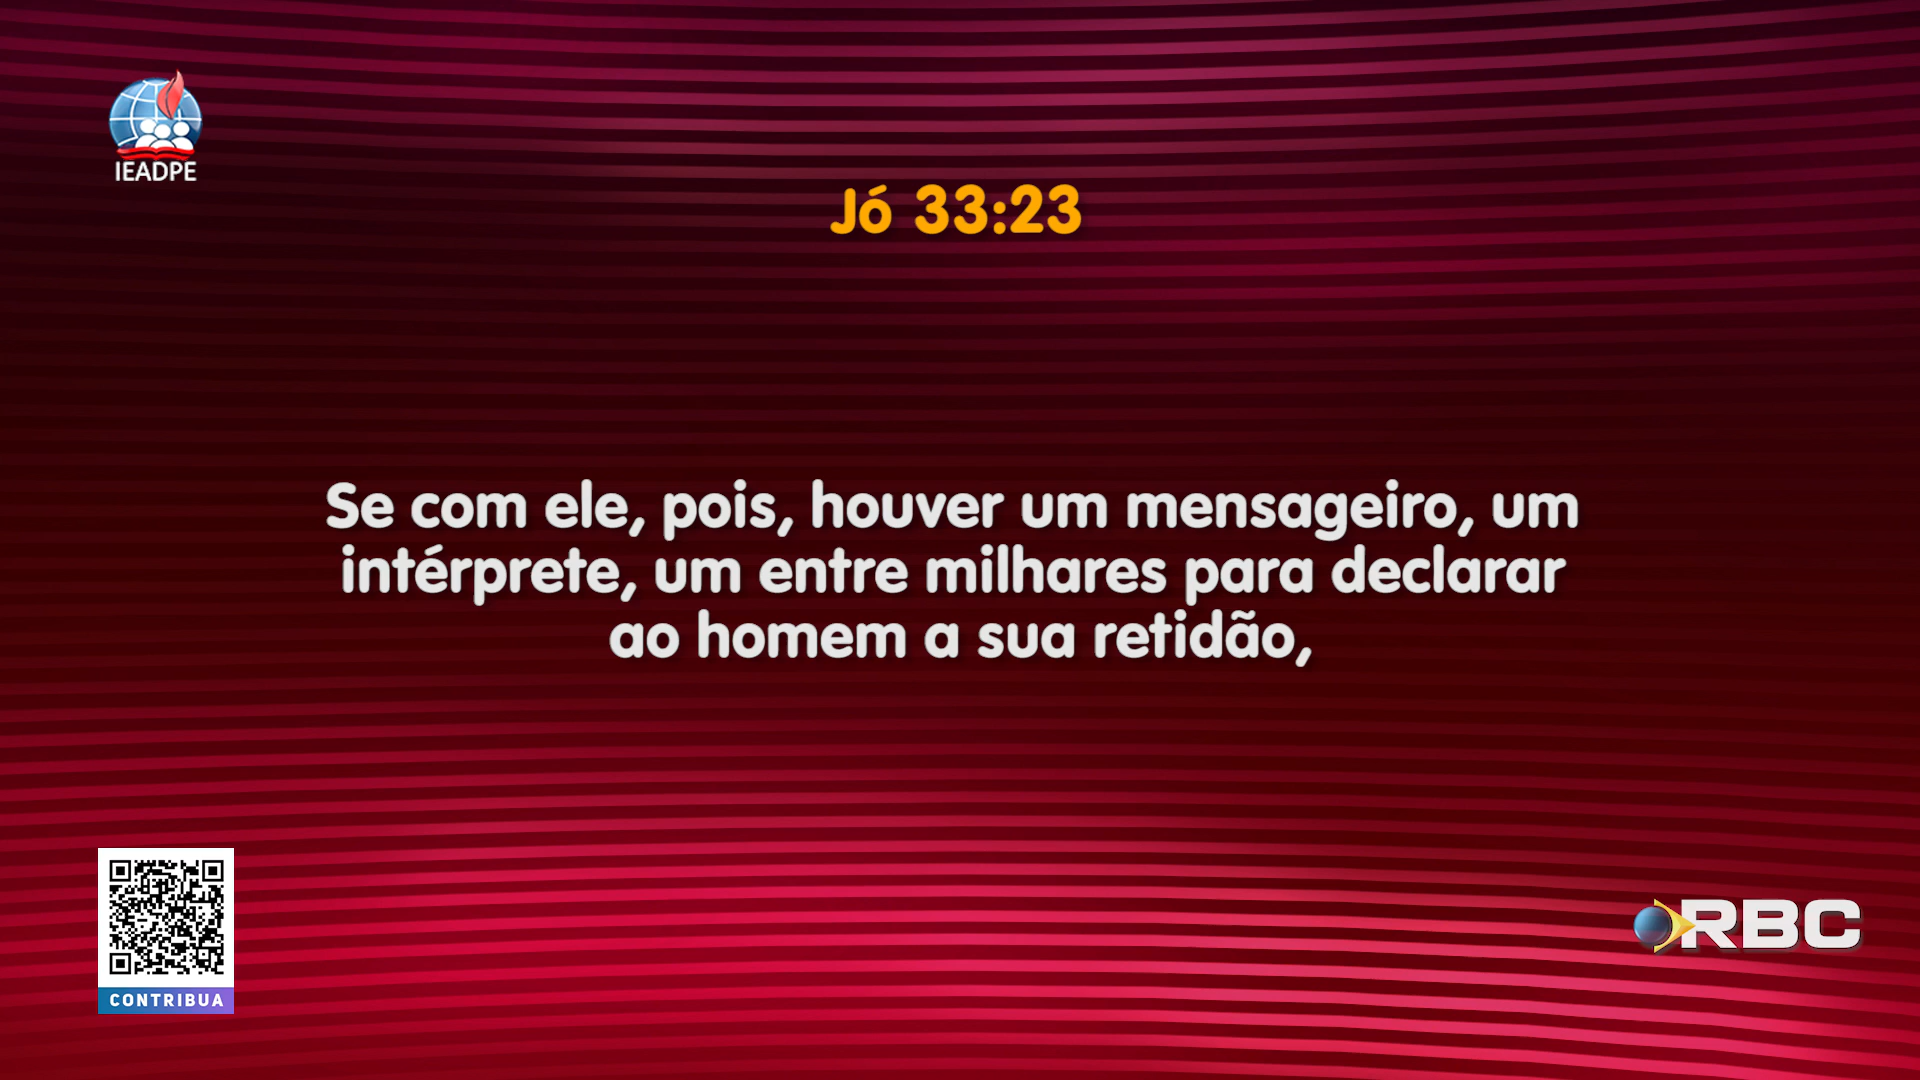 IEADPE
Jó 33:23
Se com ele, pois, houver um mensageiro, um
intérprete, um entre milhares para declarar
ao homem a sua retidão,
RBC
CONTRIBUA